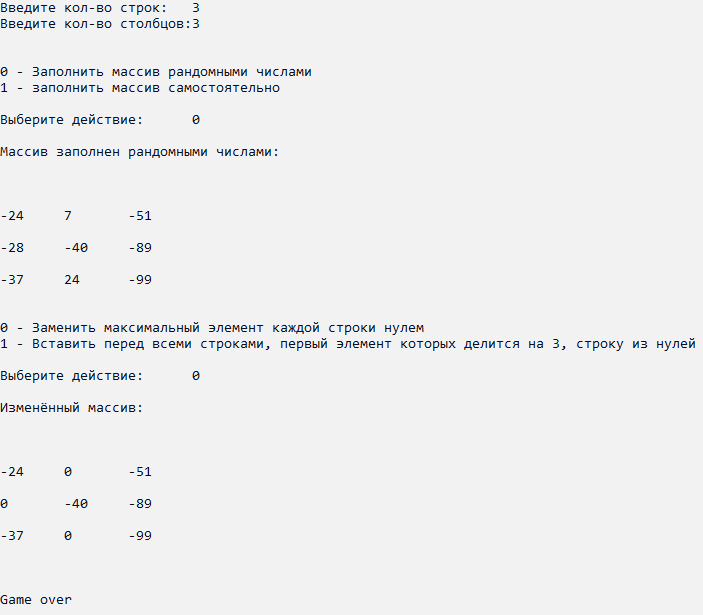 Введите кол-во строк:   3
Введите кол-во столбцов:3
0 - Заполнить массив рандомными числами
1 - заполнить массив самостоятельно
Выберите действие:      0
Массив заполнен рандомными числами:
-24     7       -51
-28     -40     -89
-37     24      -99
0 - Заменить максимальный элемент каждой строки нулем
1 - Вставить перед всеми строками, первый элемент которых делится на 3, строку из нулей
Выберите действие:      0
Изменённый массив:
-24     0       -51
0       -40     -89
-37     0       -99
Game over